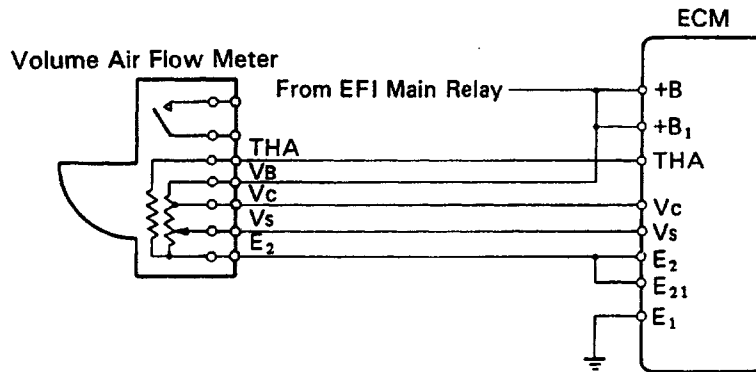 ECM
Volume Air Flow Meter
From EFI Main Relay
+B
+B₁
THA
THA
VB
Vc
Vc
Vs
Vs
E₂
E₂
E₂₁
E₁